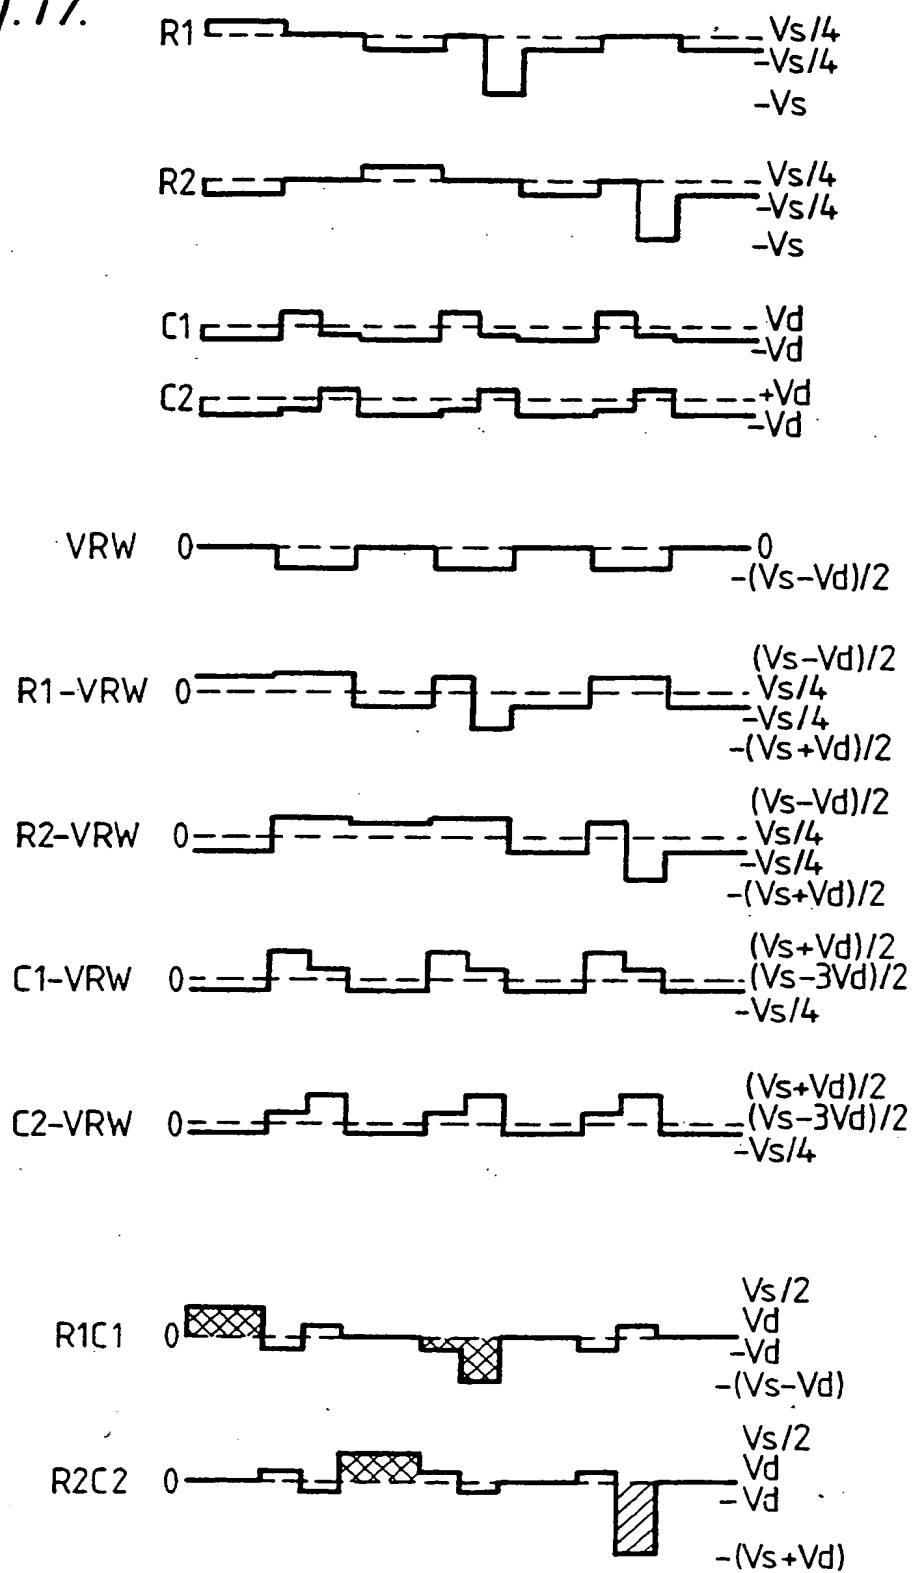 R1 Vs/4
-Vs/4
-Vs
R2 Vs/4
-Vs/4
-Vs
C1 Vd
-Vd
C2 +Vd
-Vd
VRW 0 0
-(Vs-Vd)/2
(Vs-Vd)/2
R1-VRW 0 Vs/4
-Vs/4
-(Vs+Vd)/2
(Vs-Vd)/2
R2-VRW 0 Vs/4
-Vs/4
-(Vs+Vd)/2
(Vs+Vd)/2
C1-VRW 0 (Vs-3Vd)/2
-Vs/4
(Vs+Vd)/2
C2-VRW 0 (Vs-3Vd)/2
-Vs/4
Vs/2
R1C1 0 Vd
-Vd
-(Vs-Vd)
Vs/2
R2C2 0 Vd
-Vd
-(Vs+Vd)